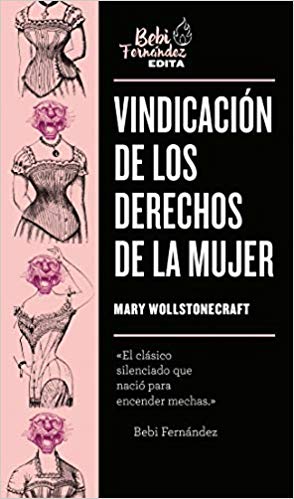 Bebi
Fernández
EDITA
VINDICACIÓN
DE LOS
DERECHOS
DE LA MUJER
MARY WOLLSTONECRAFT
«El clásico
silenciado que
nació para
encender mechas.»
Bebi Fernández